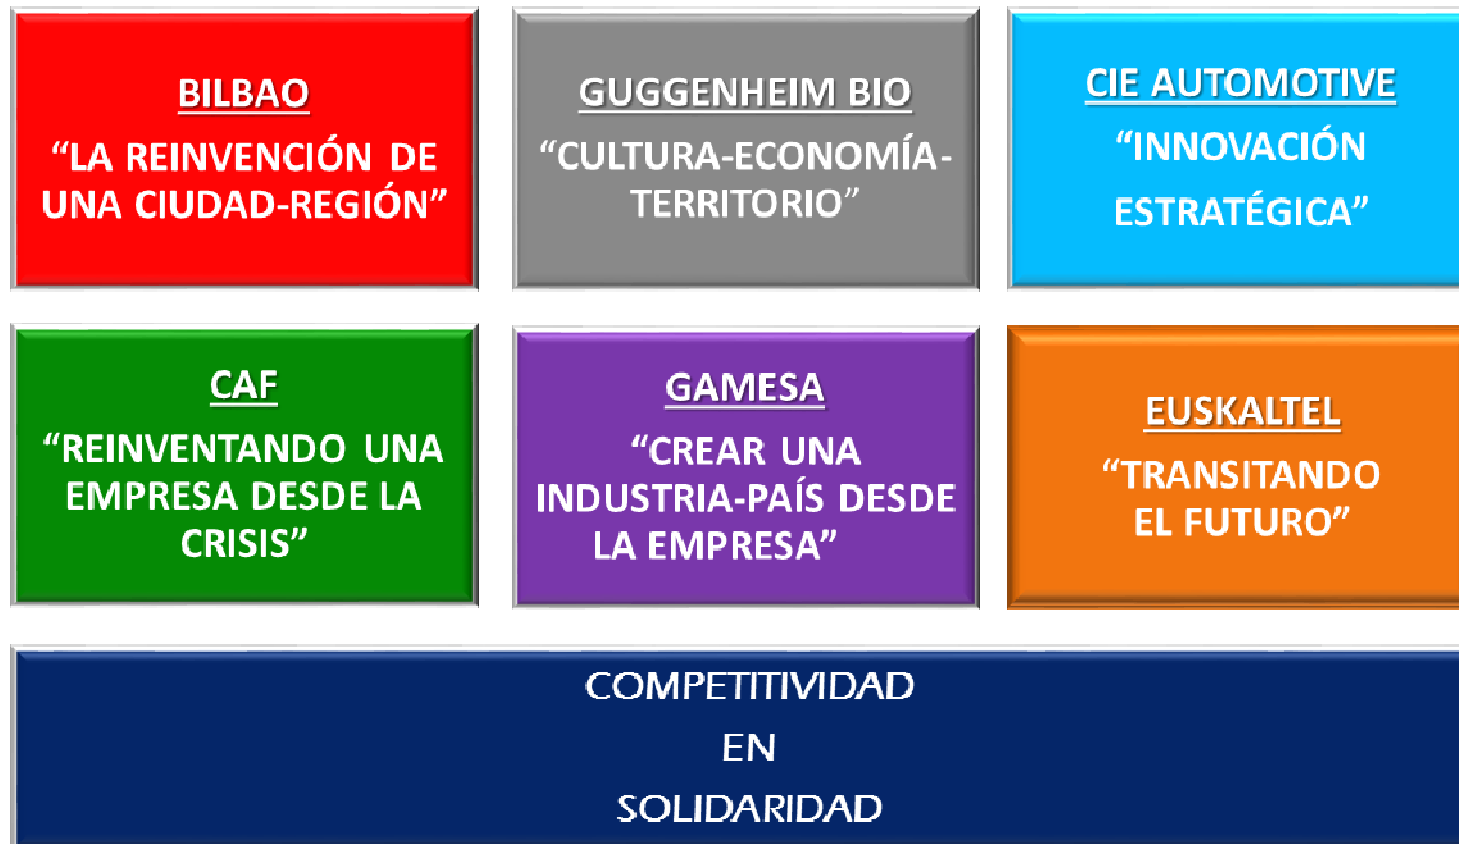 BILBAO
“LA REINVENCIÓN DE
UNA CIUDAD-REGIÓN”
GUGGENHEIM BIO
“CULTURA-ECONOMÍA-
TERRITORIO”
CIE AUTOMOTIVE
“INNOVACIÓN
ESTRATÉGICA”
CAF
“REINVENTANDO UNA
EMPRESA DESDE LA
CRISIS”
GAMESA
“CREAR UNA
INDUSTRIA-PAÍS DESDE
LA EMPRESA”
EUSKALTEL
“TRANSITANDO
EL FUTURO”
COMPETITIVIDAD
EN
SOLIDARIDAD